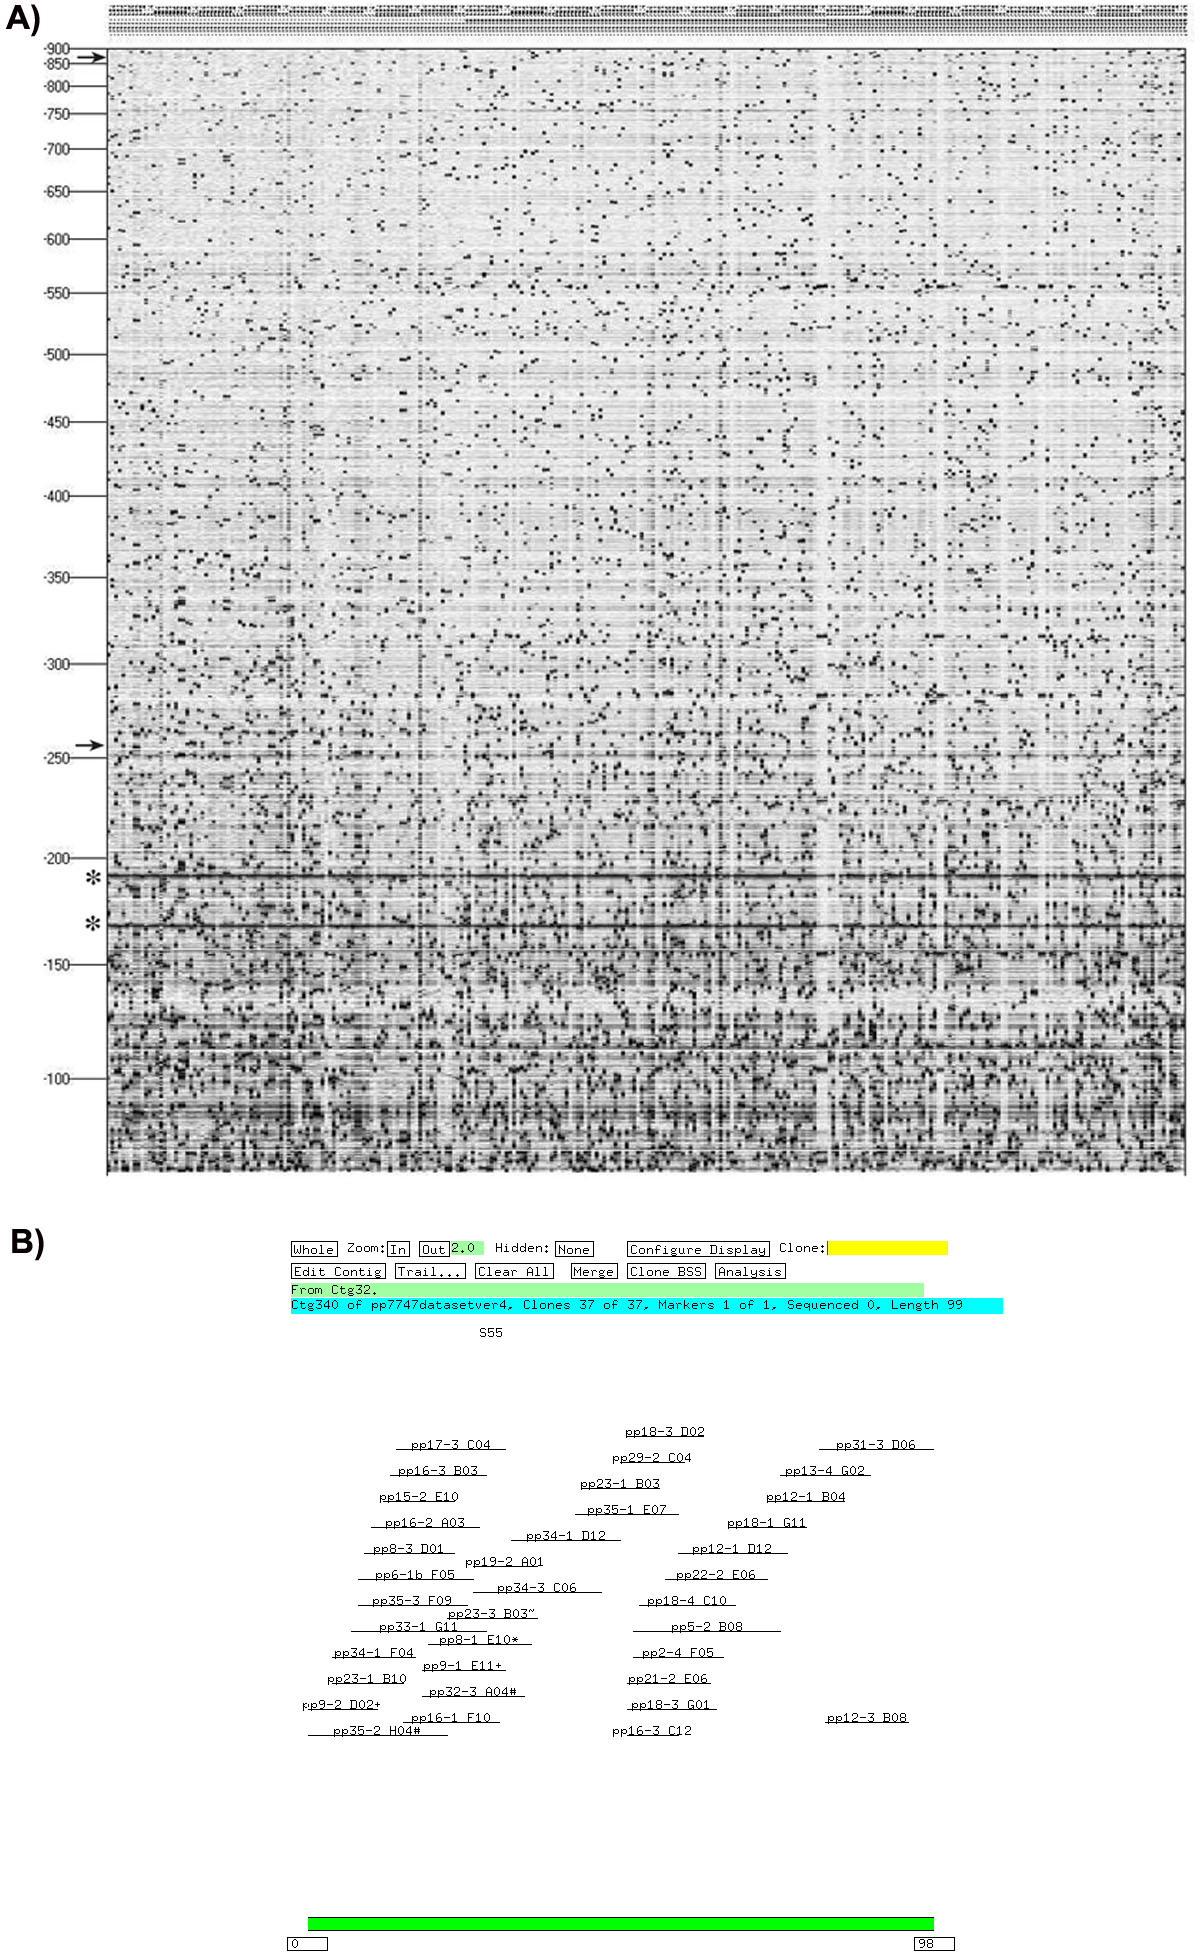 A)
-900
-850
-800
-750
-700
-650
-600
-550
-500
-450
-400
-350
-300
-250
-200
*
*
-150
-100
B)
Whole Zoom: In Out 2.0 Hidden: None Configure Display Clone:
Edit Contig Trail... Clear All Merge Clone BSS Analysis
From Ctg32.
Ctg340 of pp7747datasetver4, Clones 37 of 37, Markers 1 of 1, Sequenced 0, Length 99
S55
pp18-3 D02
pp17-3 C04 pp31-3 D06
pp29-2 C04
pp16-3 B03 pp13-4 G02
pp23-1 B03
pp15-2 E10 pp12-1 B04
pp35-1 E07
pp16-2 A03 pp18-1 G11
pp34-1 D12
pp8-3 D01 pp12-1 D12
pp19-2 A01
pp6-1b F05 pp22-2 E06
pp34-3 C06
pp35-3 F09 pp18-4 C10
pp23-3 B03~
pp33-1 G11 pp5-2 B08
pp8-1 E10*
pp34-1 F04 pp2-4 F05
pp9-1 E11+
pp23-1 B10 pp21-2 E06
pp32-3 A04#
pp9-2 D02+ pp18-3 G01
pp16-1 F10 pp12-3 B08
pp35-2 H04# pp16-3 C12
0 98